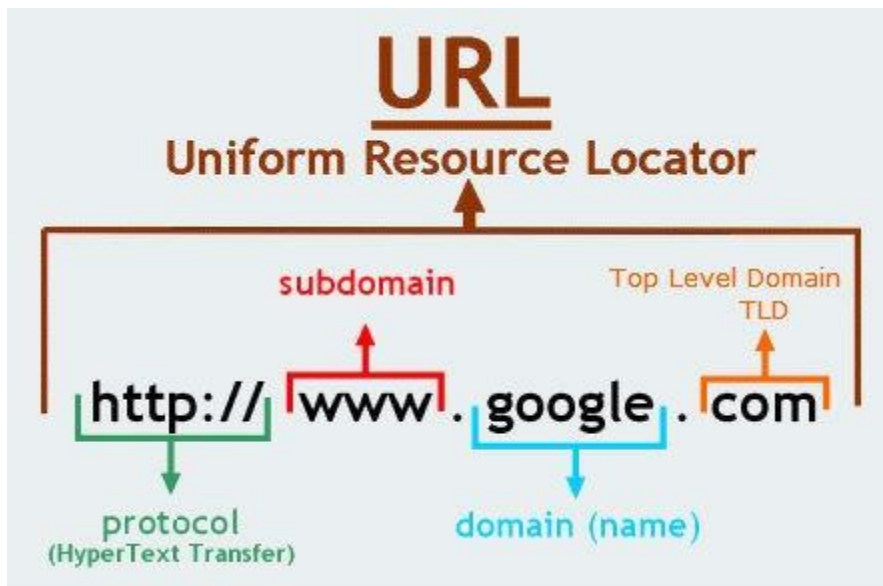 URL
Uniform Resource Locator
subdomain
Top Level Domain
TLD
http:// www . google . com
protocol
(HyperText Transfer)
domain (name)